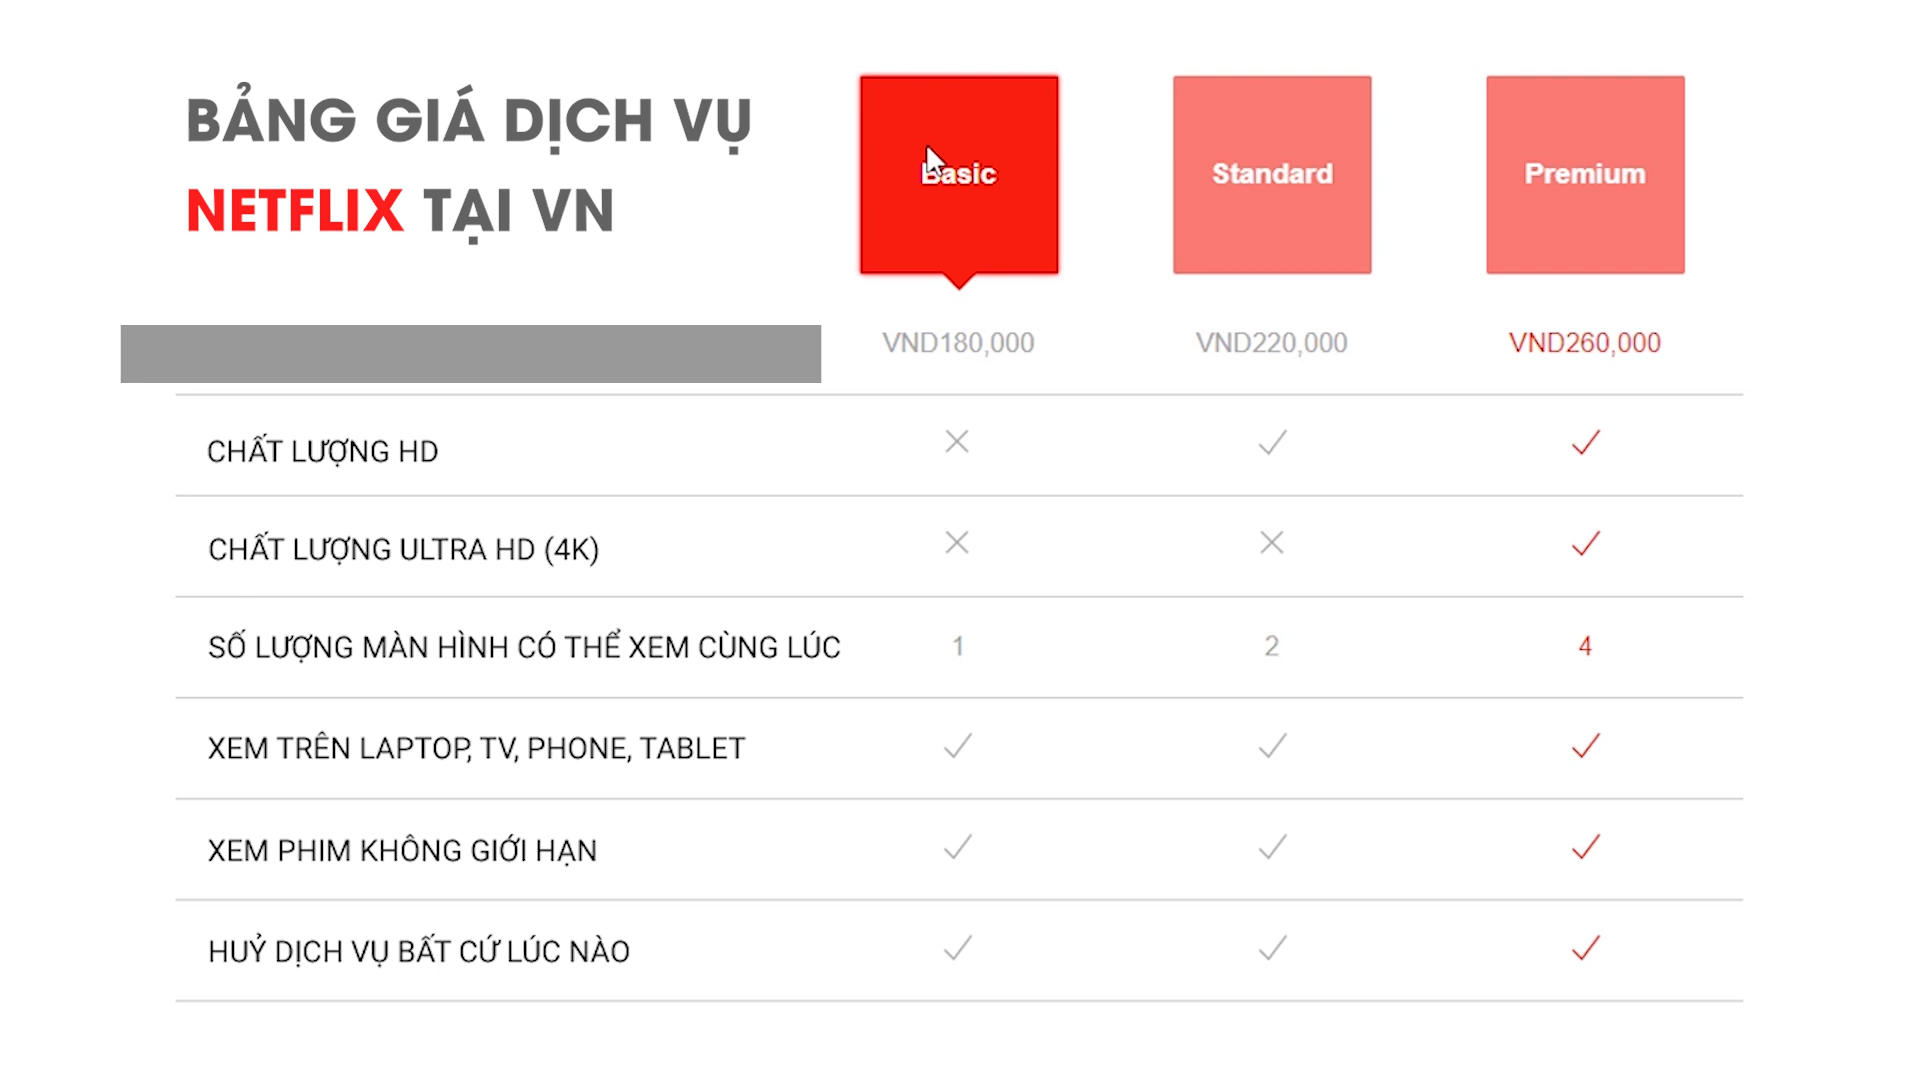 BẢNG GIÁ DỊCH VỤ
NETFLIX TẠI VN
Basic Standard Premium
VND180,000 VND220,000 VND260,000
CHẤT LƯỢNG HD
CHẤT LƯỢNG ULTRA HD (4K)
SỐ LƯỢNG MÀN HÌNH CÓ THỂ XEM CÙNG LÚC 1 2 4
XEM TRÊN LAPTOP, TV, PHONE, TABLET
XEM PHIM KHÔNG GIỚI HẠN
HUỶ DỊCH VỤ BẤT CỨ LÚC NÀO